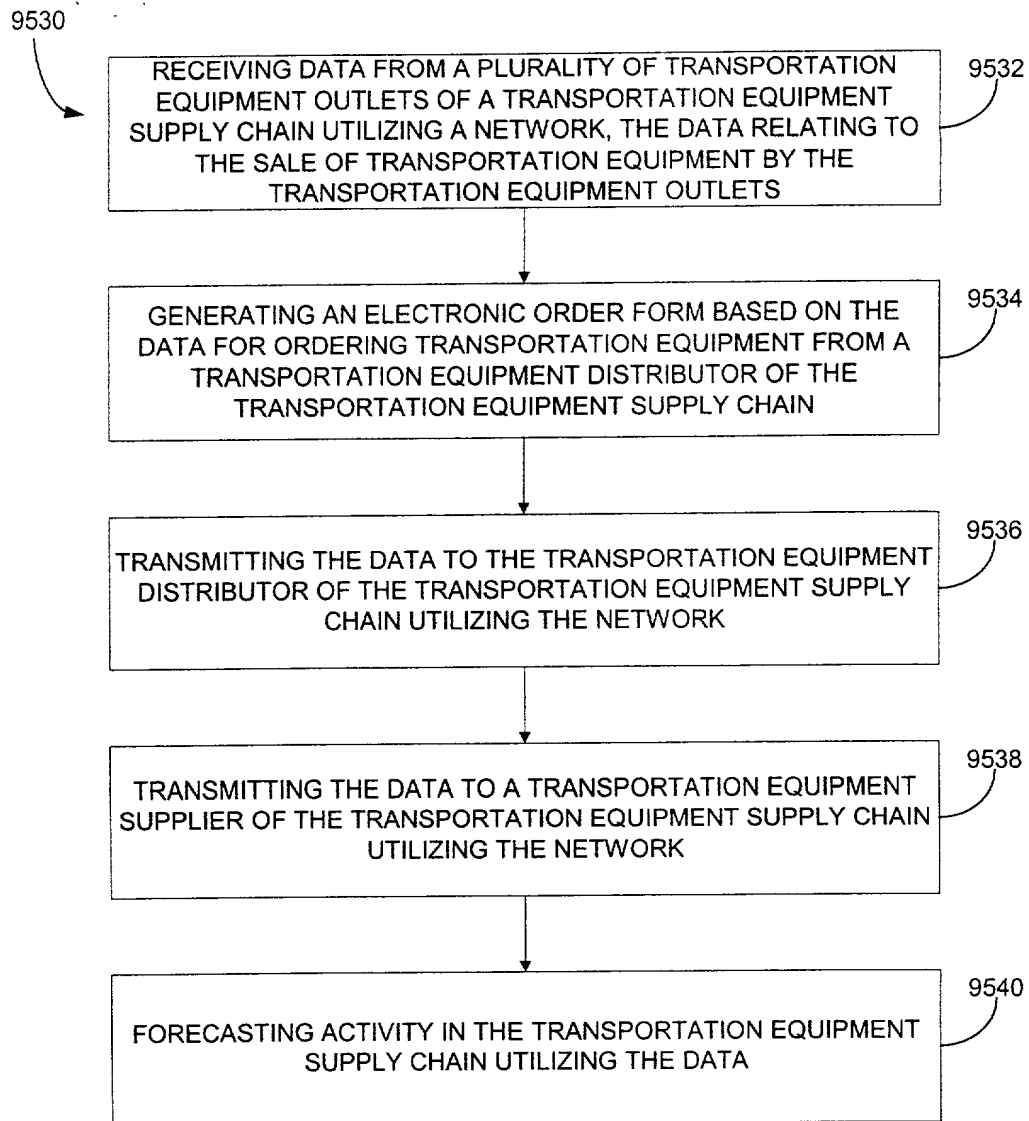 9530
RECEIVING DATA FROM A PLURALITY OF TRANSPORTATION
EQUIPMENT OUTLETS OF A TRANSPORTATION EQUIPMENT
SUPPLY CHAIN UTILIZING A NETWORK, THE DATA RELATING TO
THE SALE OF TRANSPORTATION EQUIPMENT BY THE
TRANSPORTATION EQUIPMENT OUTLETS
9532
GENERATING AN ELECTRONIC ORDER FORM BASED ON THE
DATA FOR ORDERING TRANSPORTATION EQUIPMENT FROM A
TRANSPORTATION EQUIPMENT DISTRIBUTOR OF THE
TRANSPORTATION EQUIPMENT SUPPLY CHAIN
9534
TRANSMITTING THE DATA TO THE TRANSPORTATION EQUIPMENT
DISTRIBUTOR OF THE TRANSPORTATION EQUIPMENT SUPPLY
CHAIN UTILIZING THE NETWORK
9536
TRANSMITTING THE DATA TO A TRANSPORTATION EQUIPMENT
SUPPLIER OF THE TRANSPORTATION EQUIPMENT SUPPLY CHAIN
UTILIZING THE NETWORK
9538
FORECASTING ACTIVITY IN THE TRANSPORTATION EQUIPMENT
SUPPLY CHAIN UTILIZING THE DATA
9540